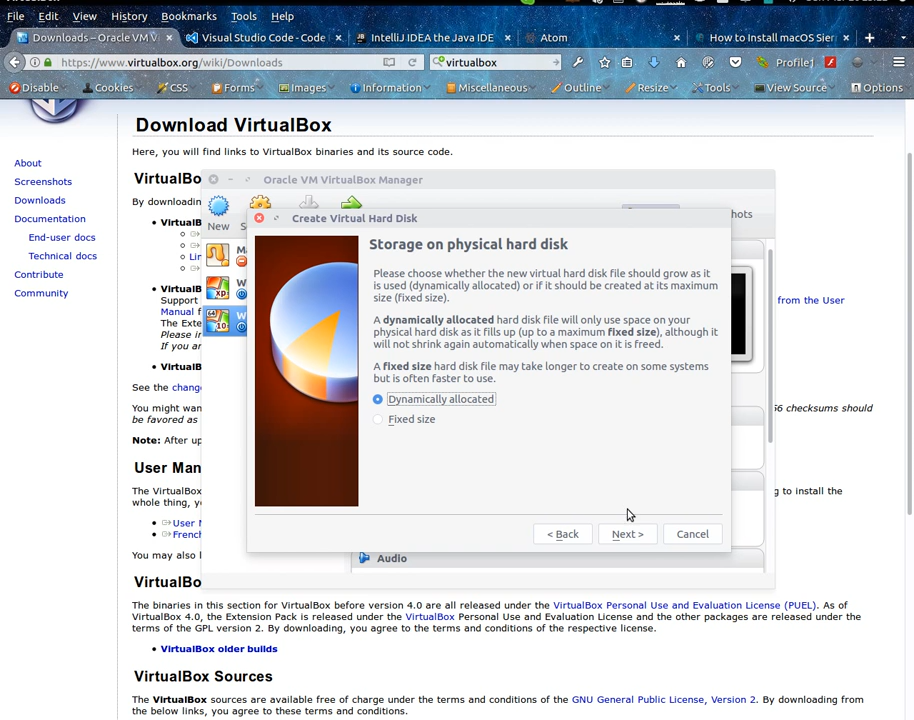 File Edit View History Bookmarks Tools Help
Downloads – Oracle VM V × Visual Studio Code - Code × IntelliJ IDEA the Java IDE × Atom × How to Install macOS Sier × +
https://www.virtualbox.org/wiki/Downloads virtualbox Profile
Disable Cookies CSS Forms Images Information Miscellaneous Outline Resize Tools View Source Options
Download VirtualBox
Here, you will find links to VirtualBox binaries and its source code.
About
Screenshots
Downloads
Documentation
End-user docs
Technical docs
Contribute
Community
VirtualBo
By downloadin
• Virtual
Lin
• Virtual
Support
Manual f
The Exte
Please i
If you ar
• Virtual
See the chang
You might wan
be favored as
Note: After up
User Man
The VirtualBox
whole thing, y
• User M
• French
You may also l
VirtualBo
Oracle VM VirtualBox Manager
New S
hots
Create Virtual Hard Disk
Storage on physical hard disk
Please choose whether the new virtual hard disk file should grow as it
is used (dynamically allocated) or if it should be created at its maximum
size (fixed size).
A dynamically allocated hard disk file will only use space on your
physical hard disk as it fills up (up to a maximum fixed size), although it
will not shrink again automatically when space on it is freed.
A fixed size hard disk file may take longer to create on some systems
but is often faster to use.
Dynamically allocated
Fixed size
< Back Next > Cancel
Audio
from the User
56 checksums should
g to install the
The binaries in this section for VirtualBox before version 4.0 are all released under the VirtualBox Personal Use and Evaluation License (PUEL). As of
VirtualBox 4.0, the Extension Pack is released under the VirtualBox Personal Use and Evaluation License and the other packages are released under the
terms of the GPL version 2. By downloading, you agree to the terms and conditions of the respective license.
• VirtualBox older builds
VirtualBox Sources
The VirtualBox sources are available free of charge under the terms and conditions of the GNU General Public License, Version 2. By downloading from
the below links, you agree to these terms and conditions.